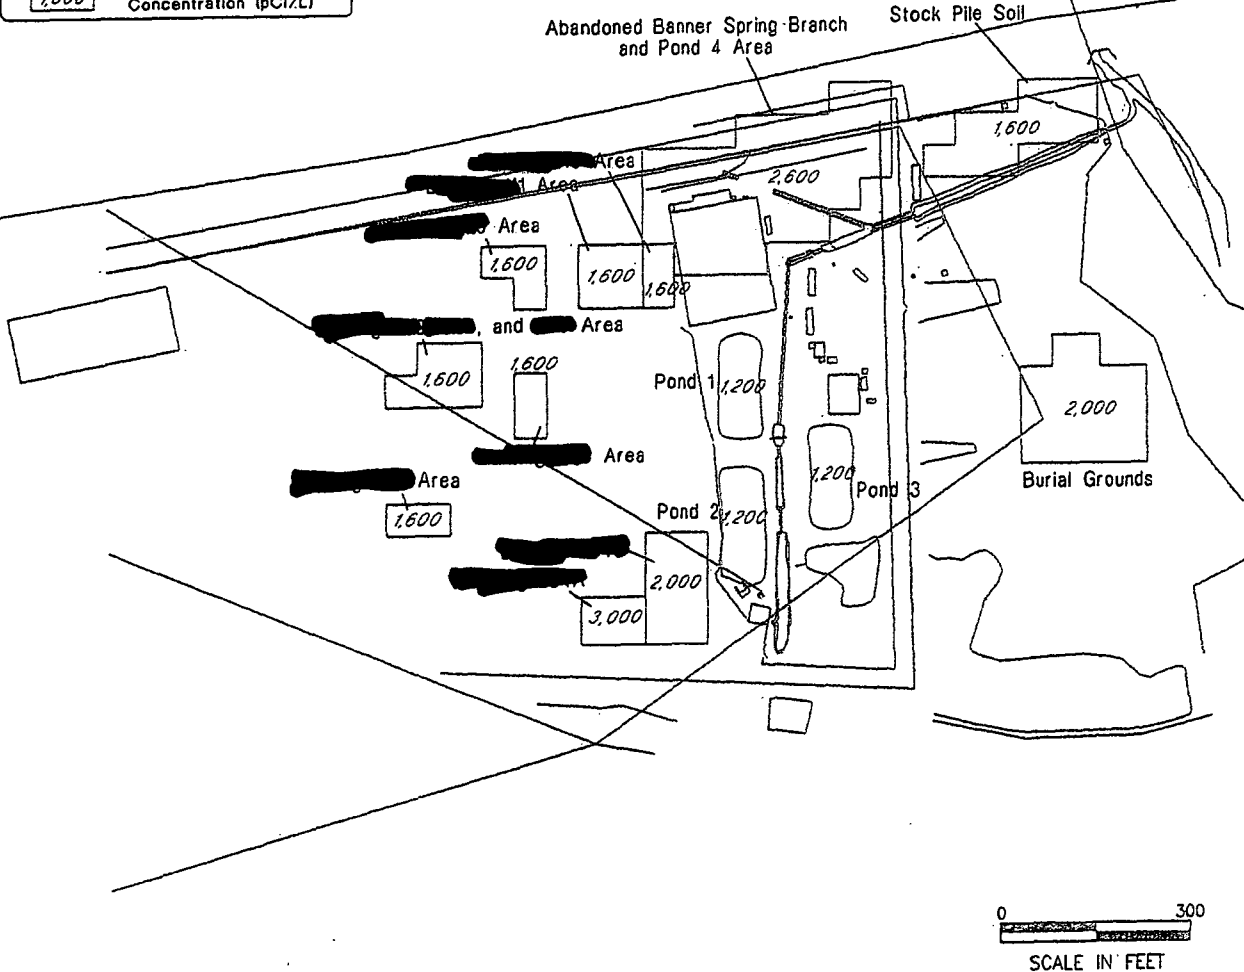 Concentration (pCi/L)
Abandoned Banner Spring Branch
and Pond 4 Area
Stock Pile Soil
1,600
Area
2,600
Area
Area
1,600
1,600
1,600
, and
Area
1,600
1,600
Pond 1
1,200
2,000
Area
Burial Grounds
Area
1,200
Pond 3
1,600
Pond 2
1,200
2,000
3,000
0 300
SCALE IN FEET